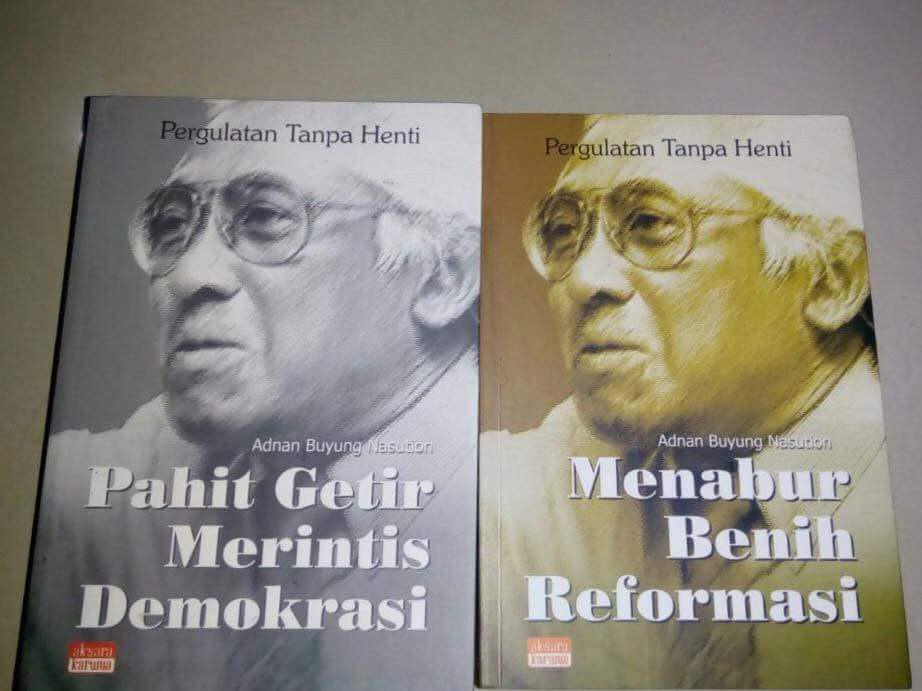 Pergulatan Tanpa Henti
Adnan Buyung Nasution
Pahit Getir
Merintis
Demokrasi
aksara
karunia
Pergulatan Tanpa Henti
Adnan Buyung Nasution
Menabur
Benih
Reformasi
aksara
karunia